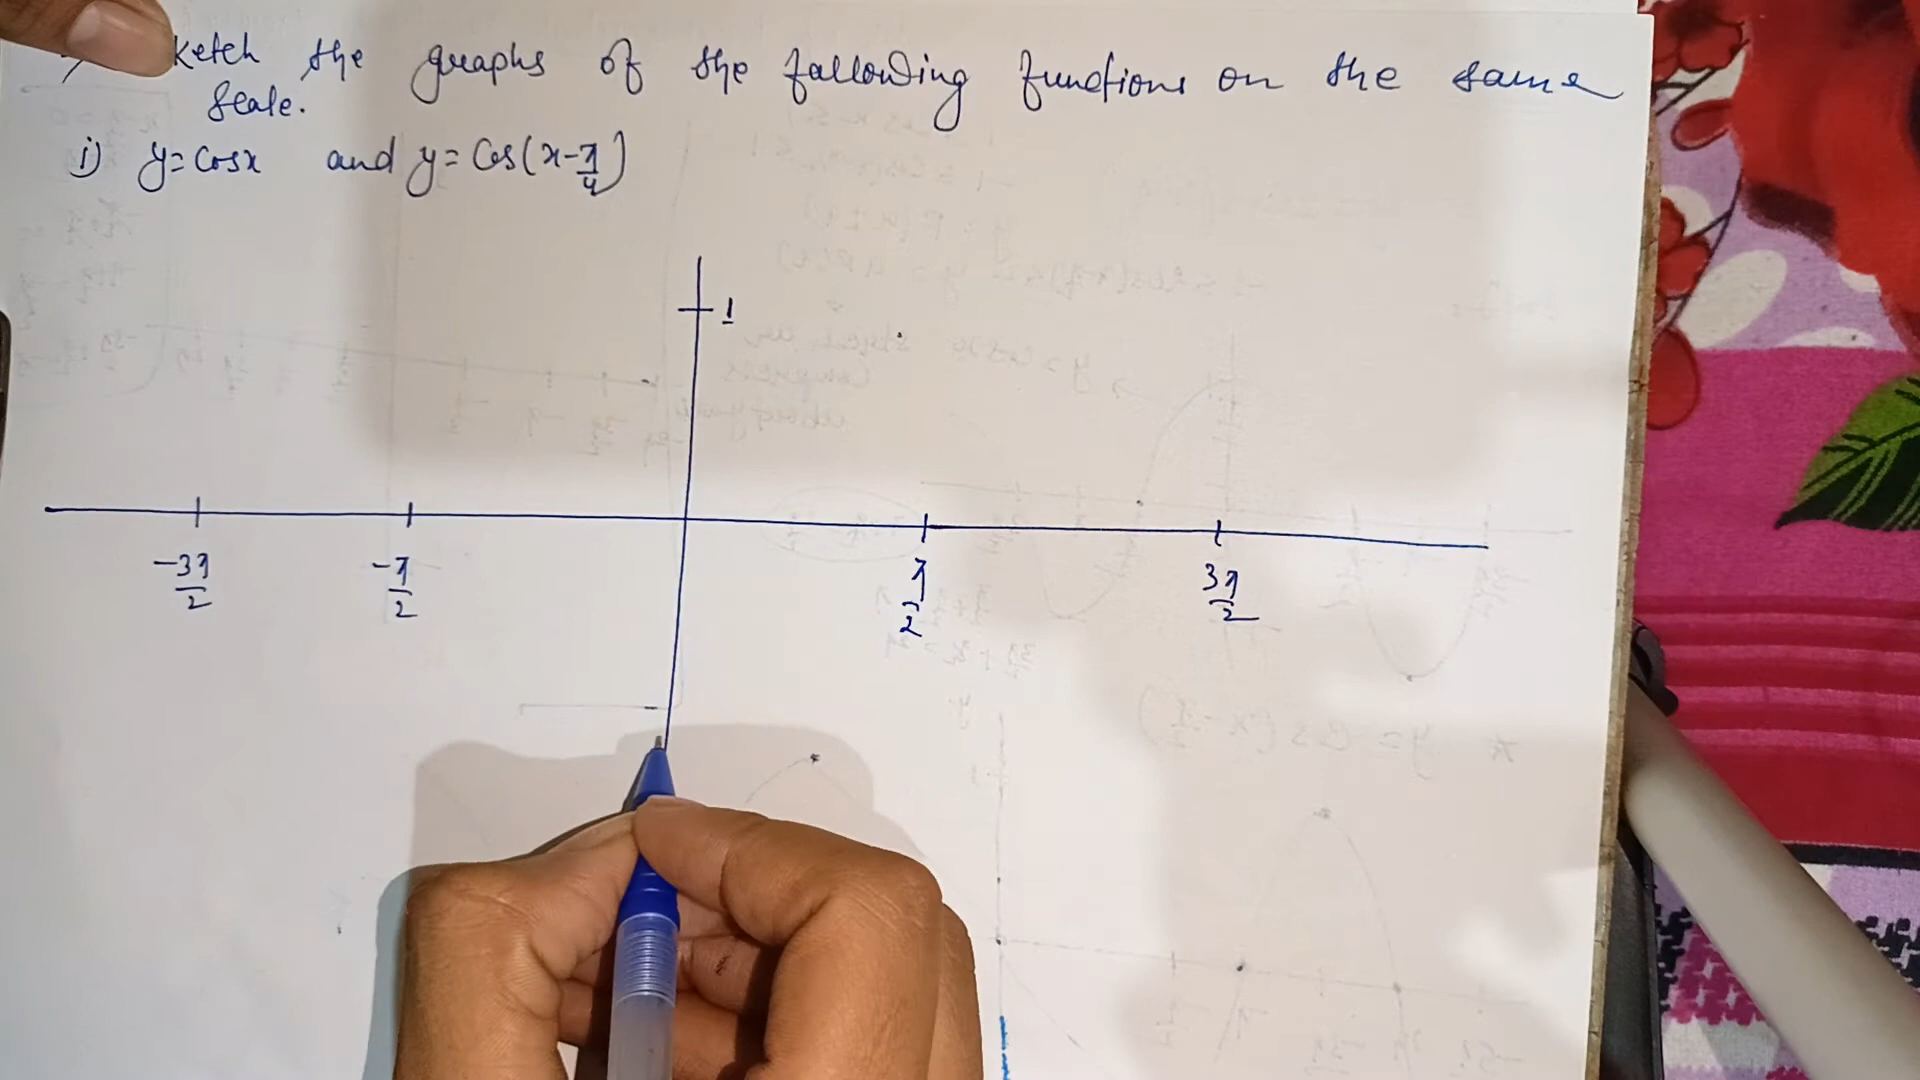 ketch the graphs of the following functions on the same
scale.
i) y=Cosx and y= Cos(x-π/4)
1
-3π/2 -π/2 π/2 3π/2